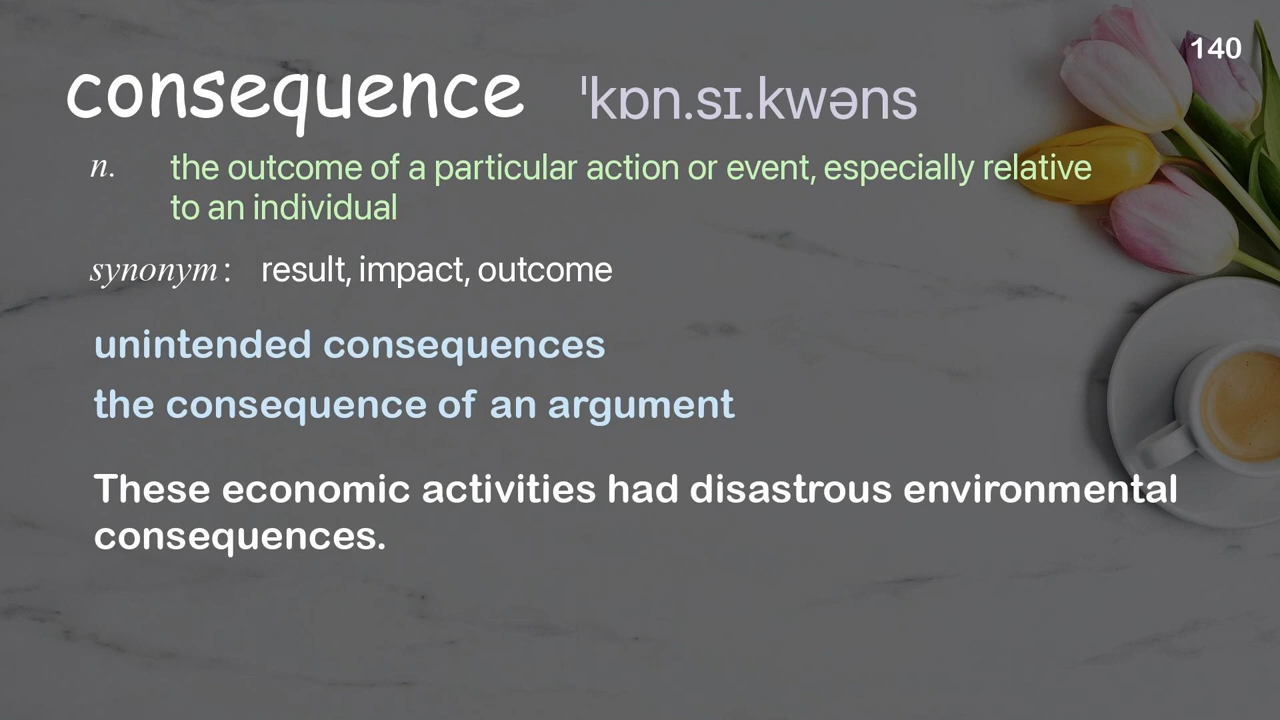 140
consequence ˈkɒn.sɪ.kwəns
n. the outcome of a particular action or event, especially relative
to an individual
synonym: result, impact, outcome
unintended consequences
the consequence of an argument
These economic activities had disastrous environmental
consequences.